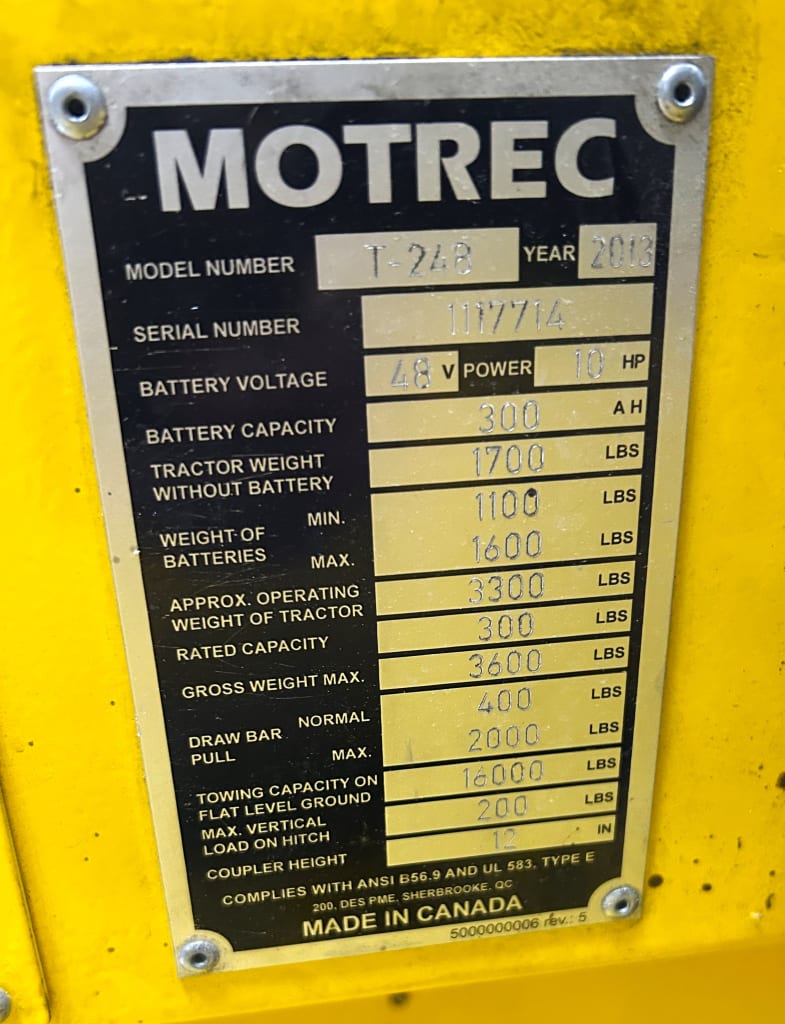 MOTREC
MODEL NUMBER T-248 YEAR 2013
SERIAL NUMBER 1117714
BATTERY VOLTAGE 48 V POWER 10 HP
BATTERY CAPACITY 300 AH
TRACTOR WEIGHT
WITHOUT BATTERY 1700 LBS
WEIGHT OF
BATTERIES
MIN. 1100 LBS
MAX. 1600 LBS
APPROX. OPERATING
WEIGHT OF TRACTOR 3300 LBS
RATED CAPACITY 300 LBS
GROSS WEIGHT MAX. 3600 LBS
DRAW BAR
PULL
NORMAL 400 LBS
MAX. 2000 LBS
TOWING CAPACITY ON
FLAT LEVEL GROUND 16000 LBS
MAX. VERTICAL
LOAD ON HITCH 200 LBS
COUPLER HEIGHT 12 IN
COMPLIES WITH ANSI B56.9 AND UL 583, TYPE E
200, DES PME, SHERBROOKE, QC
MADE IN CANADA
5000000006 rev.: 5